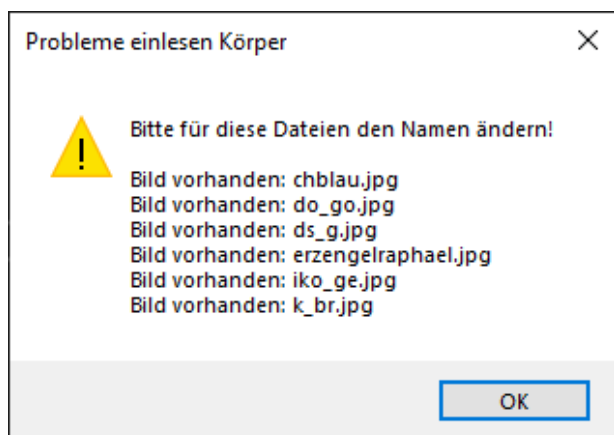 Probleme einlesen Körper
Bitte für diese Dateien den Namen ändern!
Bild vorhanden: chblau.jpg
Bild vorhanden: do_go.jpg
Bild vorhanden: ds_g.jpg
Bild vorhanden: erzengelraphael.jpg
Bild vorhanden: iko_ge.jpg
Bild vorhanden: k_br.jpg
OK